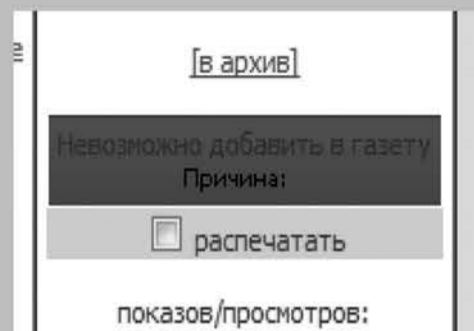 [в архив]
Невозможно добавить в газету
Причина:
распечатать
показов/просмотров: